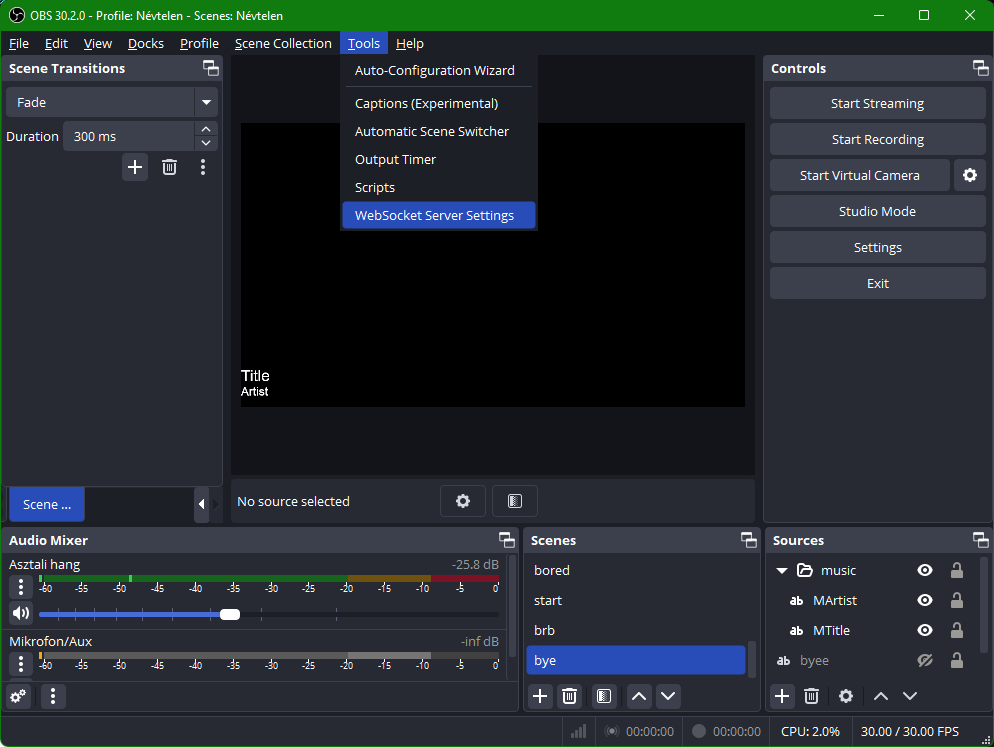 OBS 30.2.0 - Profile: Névtelen - Scenes: Névtelen
File Edit View Docks Profile Scene Collection Tools Help
Scene Transitions
Fade
Duration 300 ms
Scene ...
Auto-Configuration Wizard
Captions (Experimental)
Automatic Scene Switcher
Output Timer
Scripts
WebSocket Server Settings
Title
Artist
No source selected
Controls
Start Streaming
Start Recording
Start Virtual Camera
Studio Mode
Settings
Exit
Audio Mixer
Asztali hang -25.8 dB
-60 -55 -50 -45 -40 -35 -30 -25 -20 -15 -10 -5 0
Mikrofon/Aux -inf dB
-60 -55 -50 -45 -40 -35 -30 -25 -20 -15 -10 -5 0
Scenes
bored
start
brb
bye
Sources
music
ab MArtist
ab MTitle
ab byee
00:00:00 00:00:00 CPU: 2.0% 30.00 / 30.00 FPS